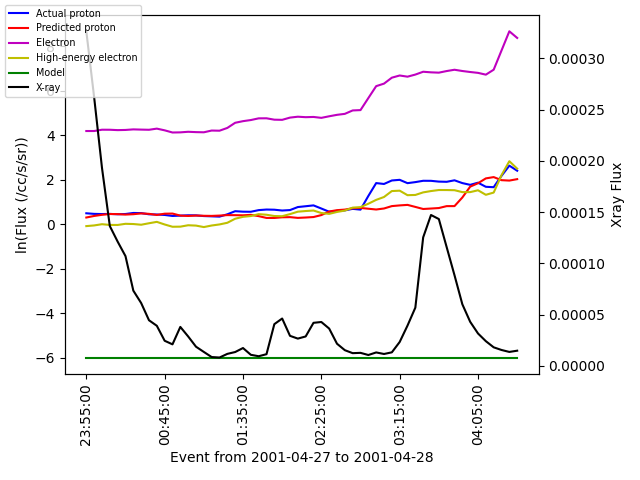 Actual proton
Predicted proton
Electron
High-energy electron
Model
X-ray
8
6
4
2
0
−2
−4
−6
ln(Flux (/cc/s/sr))
0.00030
0.00025
0.00020
0.00015
0.00010
0.00005
0.00000
Xray Flux
23:55:00
00:45:00
01:35:00
02:25:00
03:15:00
04:05:00
Event from 2001-04-27 to 2001-04-28